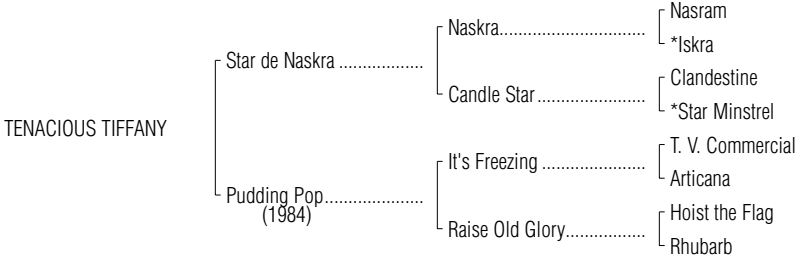 Nasram
Naskra..............................
*Iskra
Star de Naskra ..................
Clandestine
Candle Star......................
*Star Minstrel
TENACIOUS TIFFANY
T. V. Commercial
It's Freezing .....................
Articana
Pudding Pop.....................
(1984)
Hoist the Flag
Raise Old Glory................
Rhubarb